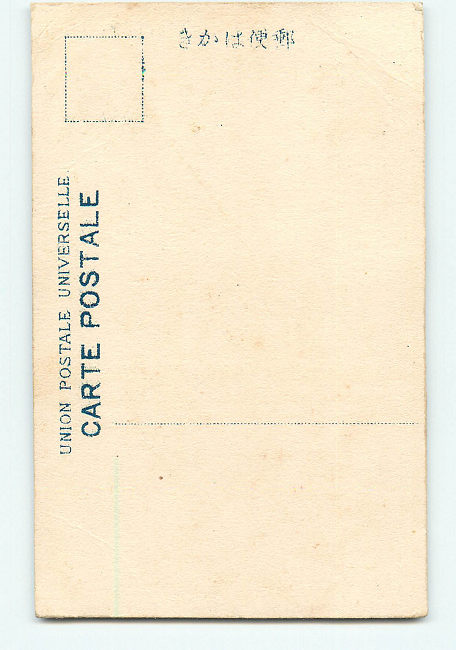 郵便はかき
UNION POSTALE UNIVERSELLE.
CARTE POSTALE